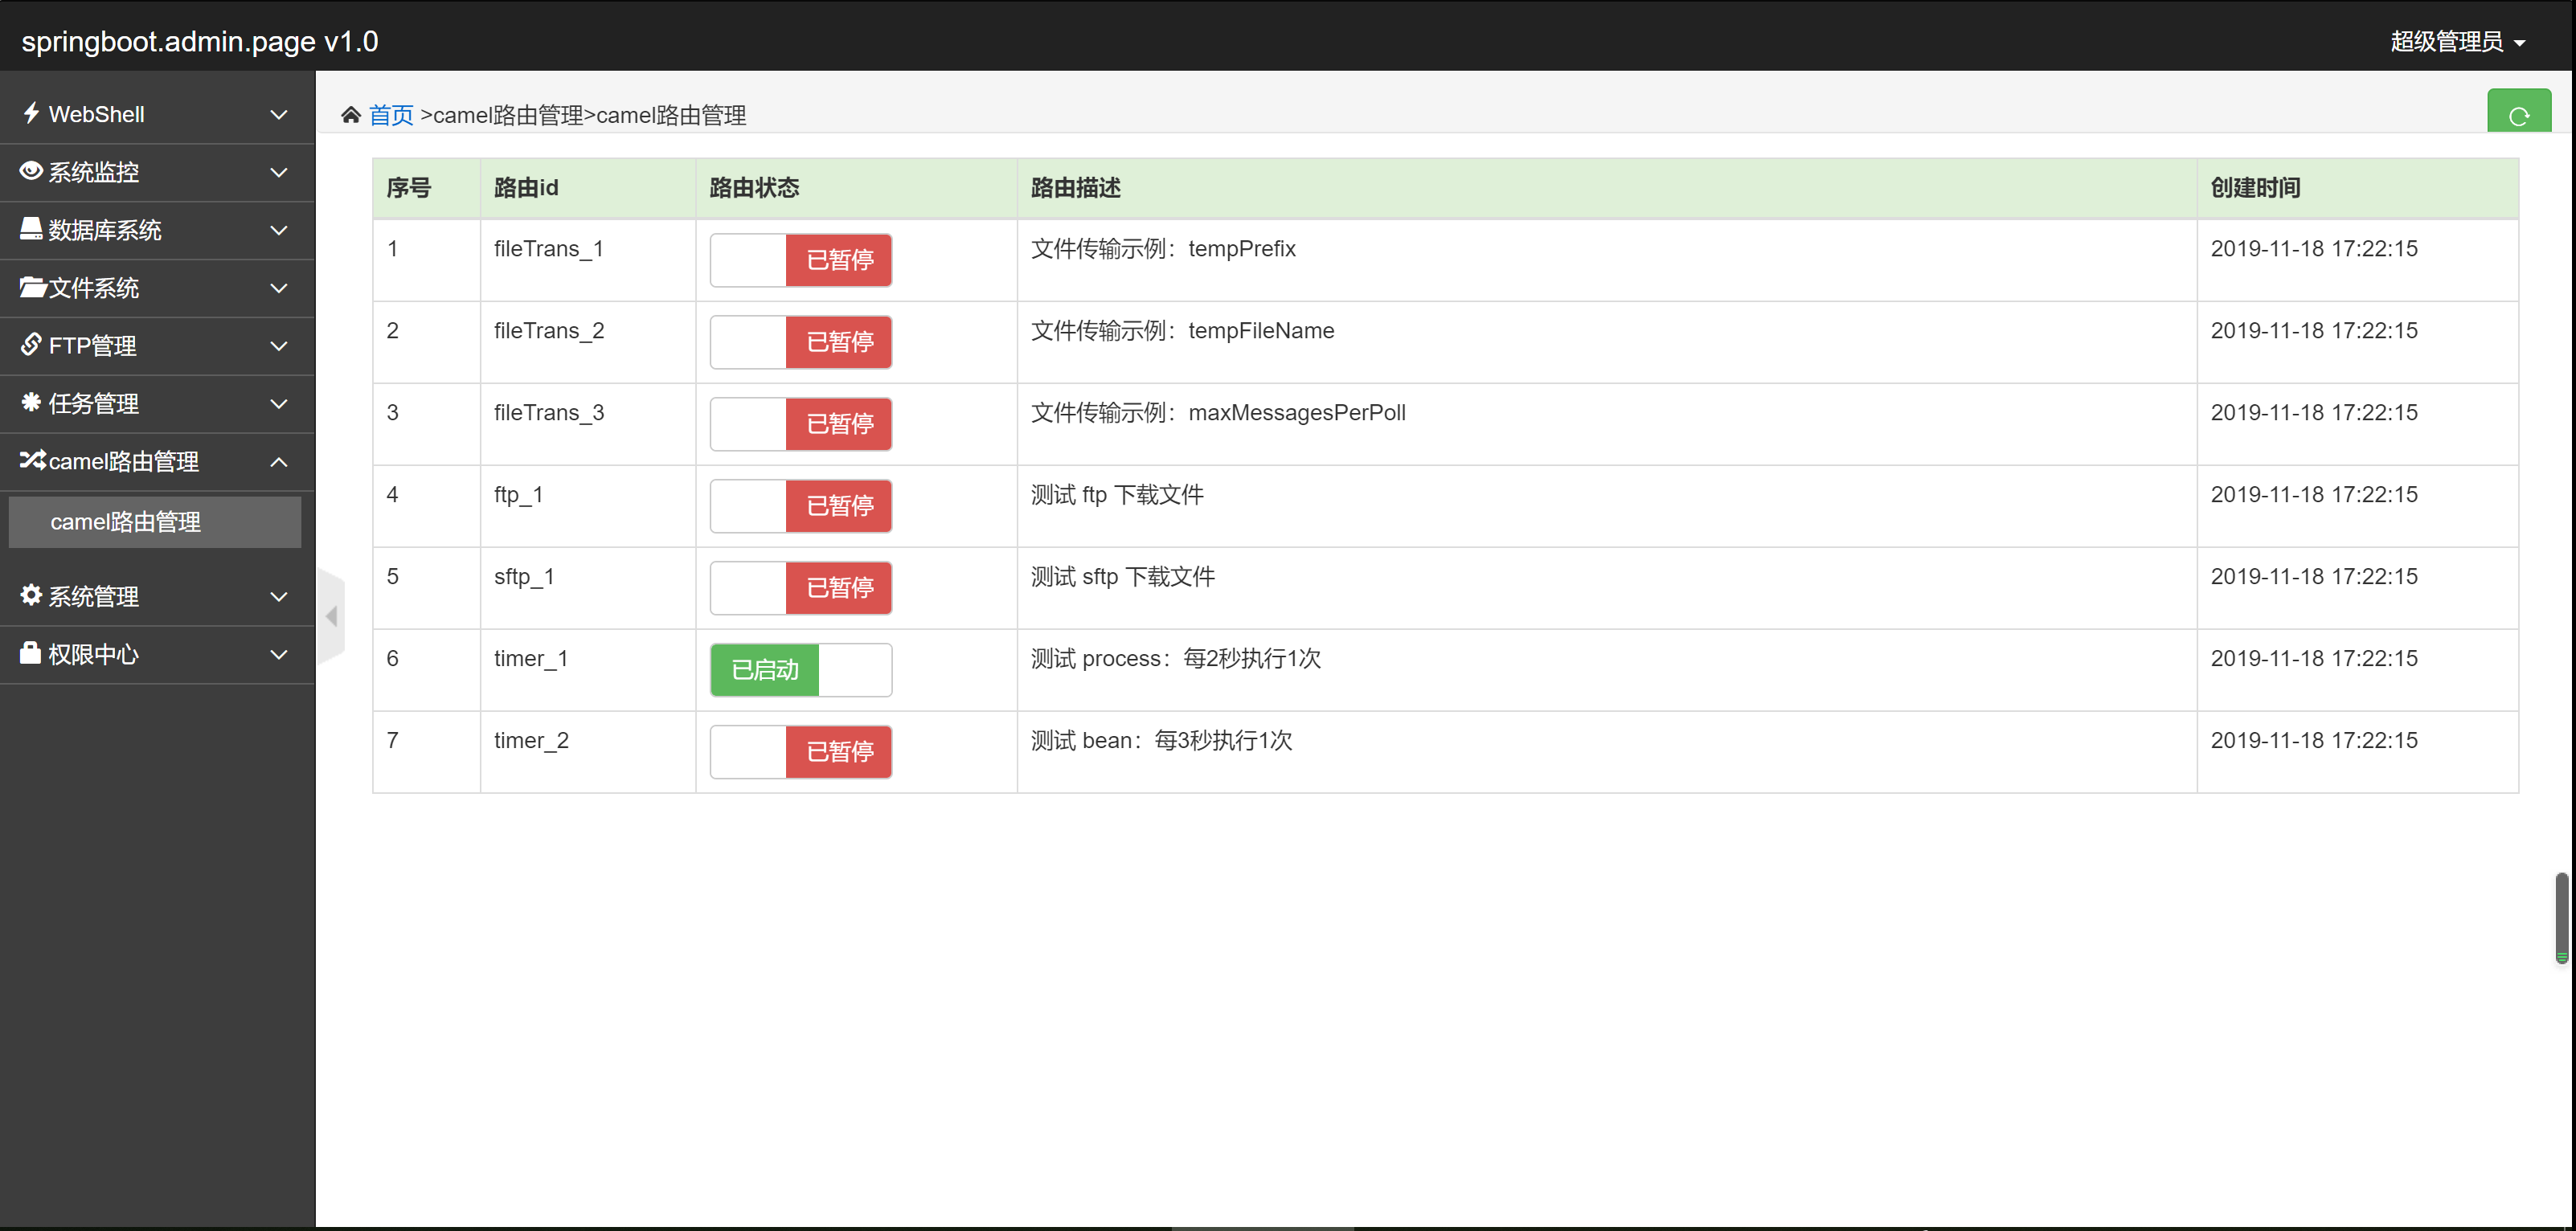 springboot.admin.page v1.0
超级管理员
WebShell
系统监控
数据库系统
文件系统
FTP管理
任务管理
camel路由管理
camel路由管理
系统管理
权限中心
首页 >camel路由管理>camel路由管理
序号 路由id 路由状态 路由描述 创建时间
1 fileTrans_1 已暂停 文件传输示例：tempPrefix 2019-11-18 17:22:15
2 fileTrans_2 已暂停 文件传输示例：tempFileName 2019-11-18 17:22:15
3 fileTrans_3 已暂停 文件传输示例：maxMessagesPerPoll 2019-11-18 17:22:15
4 ftp_1 已暂停 测试 ftp 下载文件 2019-11-18 17:22:15
5 sftp_1 已暂停 测试 sftp 下载文件 2019-11-18 17:22:15
6 timer_1 已启动 测试 process：每2秒执行1次 2019-11-18 17:22:15
7 timer_2 已暂停 测试 bean：每3秒执行1次 2019-11-18 17:22:15